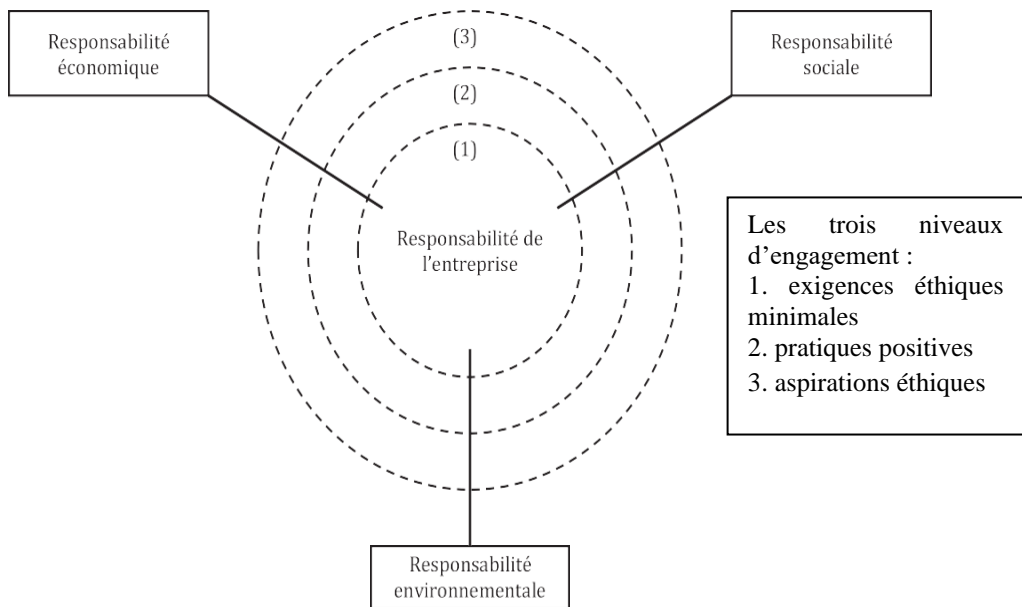 Responsabilité
économique
(3)
Responsabilité
sociale
(2)
(1)
Responsabilité de
l'entreprise
Les trois niveaux
d'engagement :
1. exigences éthiques
minimales
2. pratiques positives
3. aspirations éthiques
Responsabilité
environnementale